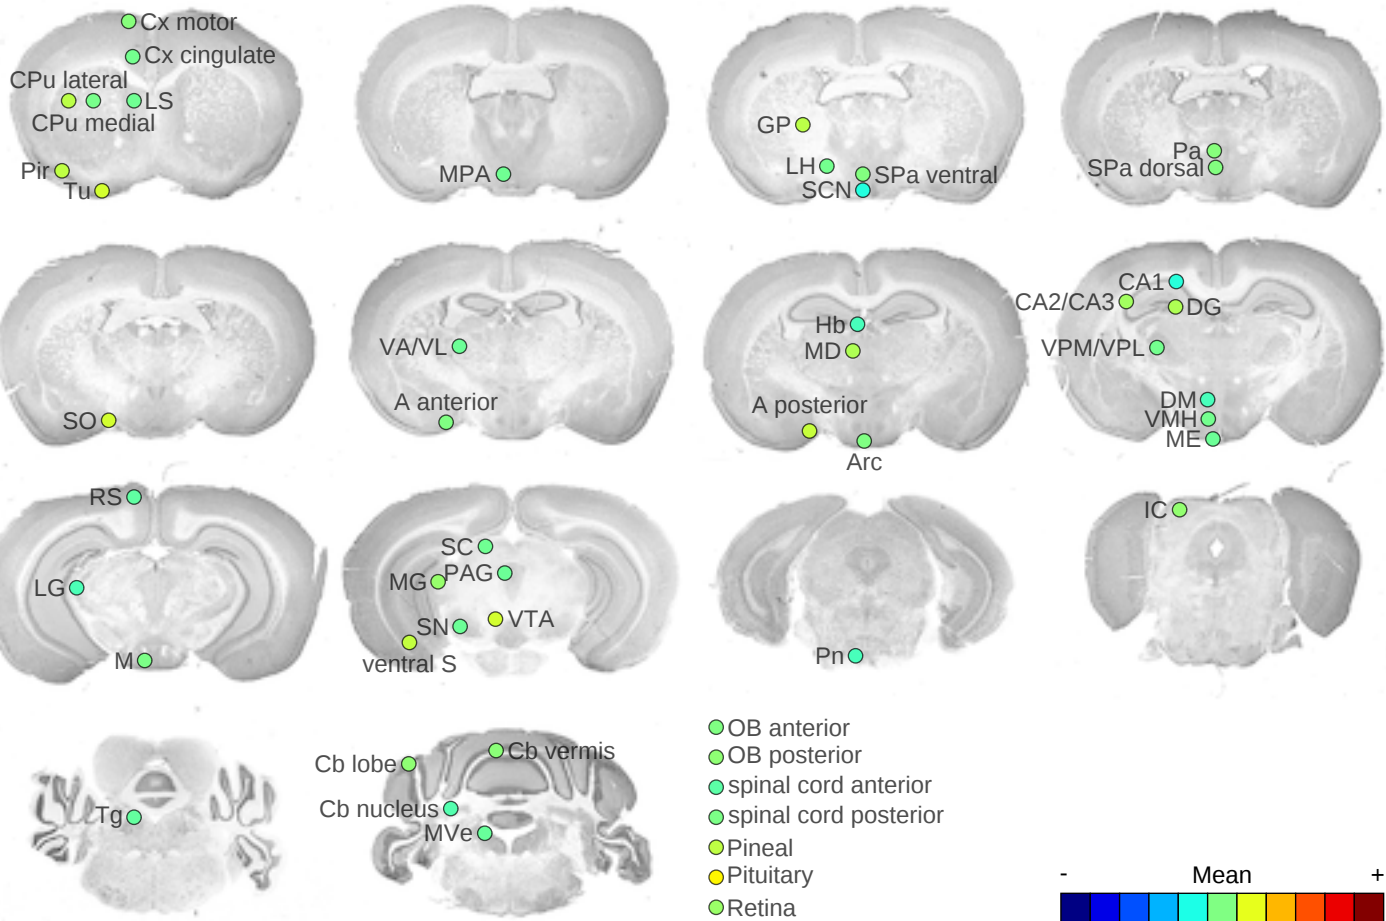 Cx motor
Cx cingulate
CPu lateral
LS
CPu medial
Pir
Tu
MPA
GP
LH
SPa ventral
SCN
Pa
SPa dorsal
SO
VA/VL
A anterior
Hb
MD
A posterior
Arc
CA1
CA2/CA3
DG
VPM/VPL
DM
VMH
ME
RS
LG
M
SC
PAG
MG
VTA
SN
ventral S
Pn
IC
Tg
Cb vermis
Cb lobe
Cb nucleus
MVe
OB anterior
OB posterior
spinal cord anterior
spinal cord posterior
Pineal
Pituitary
Retina
- Mean +